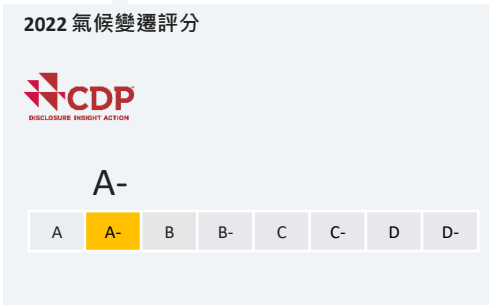 2022 氣候變遷評分
CDP
DISCLOSURE INSIGHT ACTION
A-
A A- B B- C C- D D-